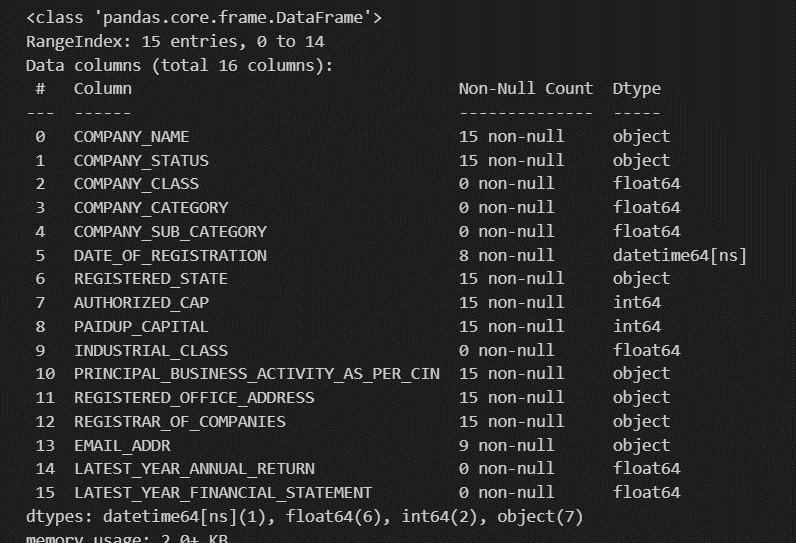 <class 'pandas.core.frame.DataFrame'>
RangeIndex: 15 entries, 0 to 14
Data columns (total 16 columns):
 #   Column                                   Non-Null Count  Dtype
---  ------                                   --------------  -----
 0   COMPANY_NAME                             15 non-null     object
 1   COMPANY_STATUS                           15 non-null     object
 2   COMPANY_CLASS                            0 non-null      float64
 3   COMPANY_CATEGORY                         0 non-null      float64
 4   COMPANY_SUB_CATEGORY                     0 non-null      float64
 5   DATE_OF_REGISTRATION                     8 non-null      datetime64[ns]
 6   REGISTERED_STATE                         15 non-null     object
 7   AUTHORIZED_CAP                           15 non-null     int64
 8   PAIDUP_CAPITAL                           15 non-null     int64
 9   INDUSTRIAL_CLASS                         0 non-null      float64
 10  PRINCIPAL_BUSINESS_ACTIVITY_AS_PER_CIN  15 non-null     object
 11  REGISTERED_OFFICE_ADDRESS                15 non-null     object
 12  REGISTRAR_OF_COMPANIES                   15 non-null     object
 13  EMAIL_ADDR                               9 non-null      object
 14  LATEST_YEAR_ANNUAL_RETURN                0 non-null      float64
 15  LATEST_YEAR_FINANCIAL_STATEMENT          0 non-null      float64
dtypes: datetime64[ns](1), float64(6), int64(2), object(7)
memory usage: 2.0+ KB